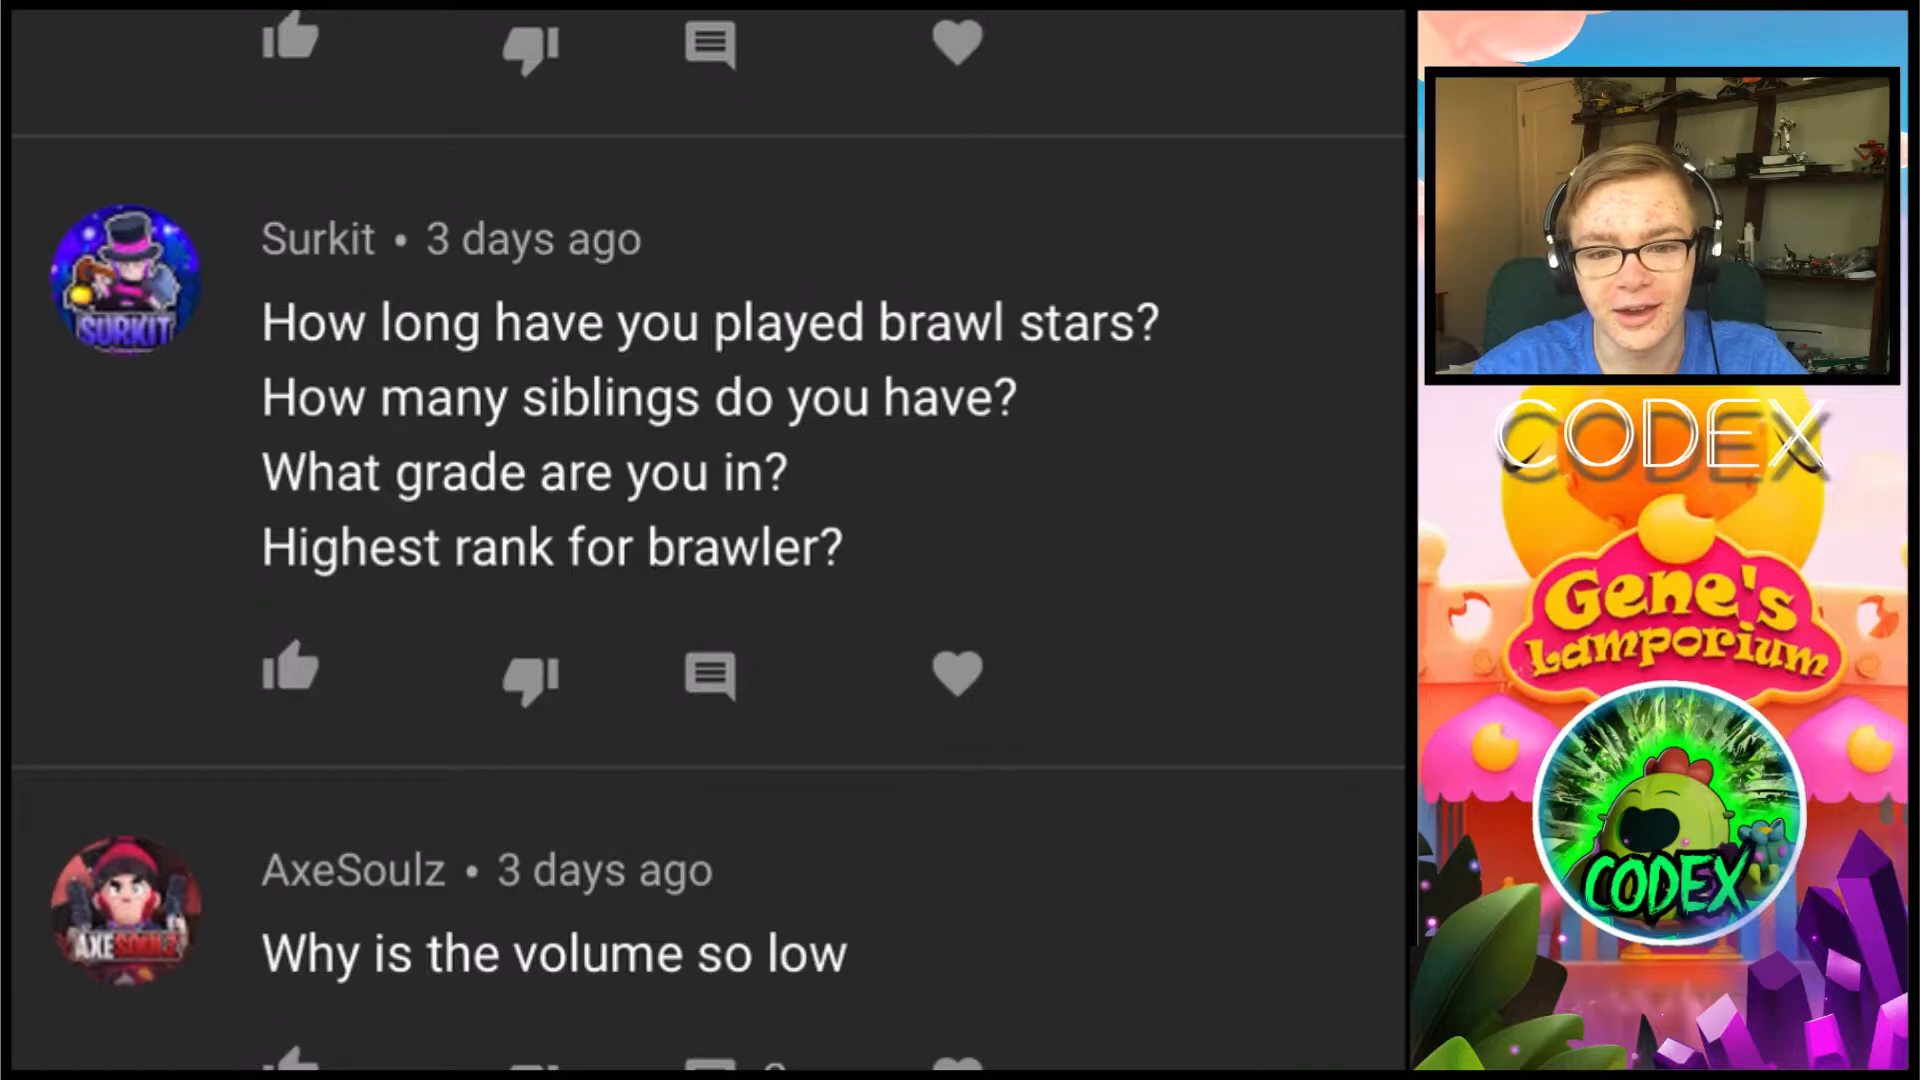 Surkit • 3 days ago
How long have you played brawl stars?
How many siblings do you have?
What grade are you in?
Highest rank for brawler?
SURKIT
AxeSoulz • 3 days ago
Why is the volume so low
AXESOULZ
CODEX
Gene's
Lamporium
CODEX